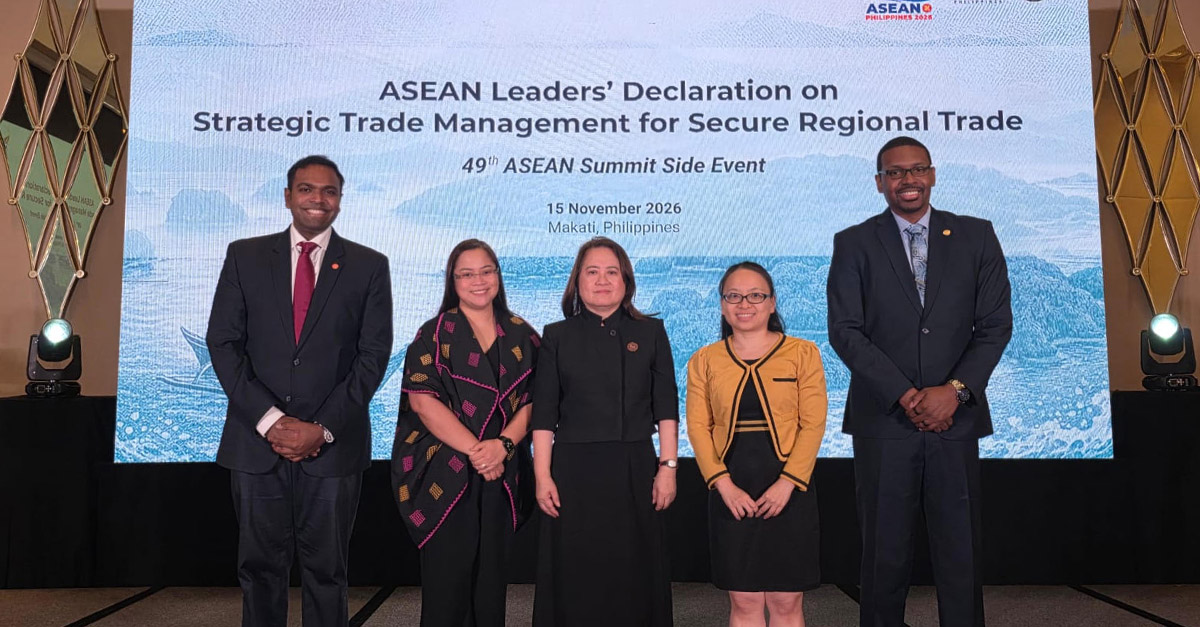 ASEAN
PHILIPPINES 2026
PHILIPPINES
ASEAN Leaders’ Declaration on
Strategic Trade Management for Secure Regional Trade
49th ASEAN Summit Side Event
15 November 2026
Makati, Philippines